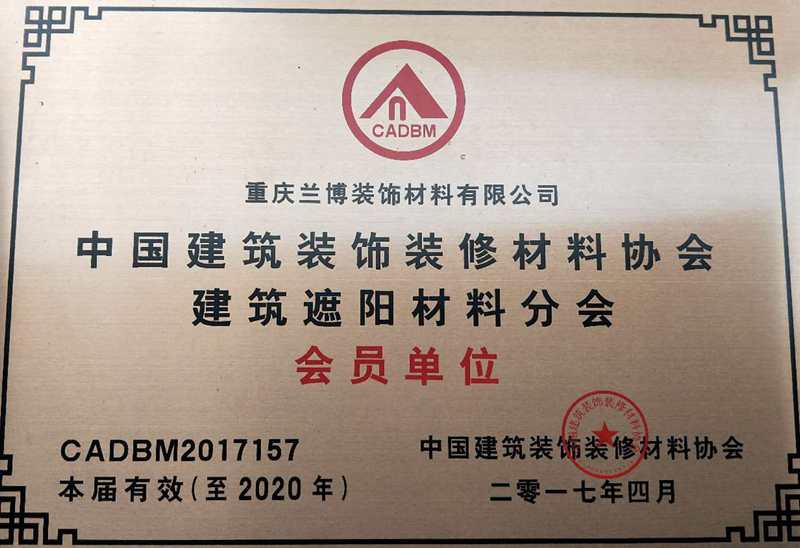 CADBM
重庆兰博装饰材料有限公司
中国建筑装饰装修材料协会
建筑遮阳材料分会
会员单位
CADBM2017157
中国建筑装饰装修材料协会
本届有效(至2020年)
二零一七年四月